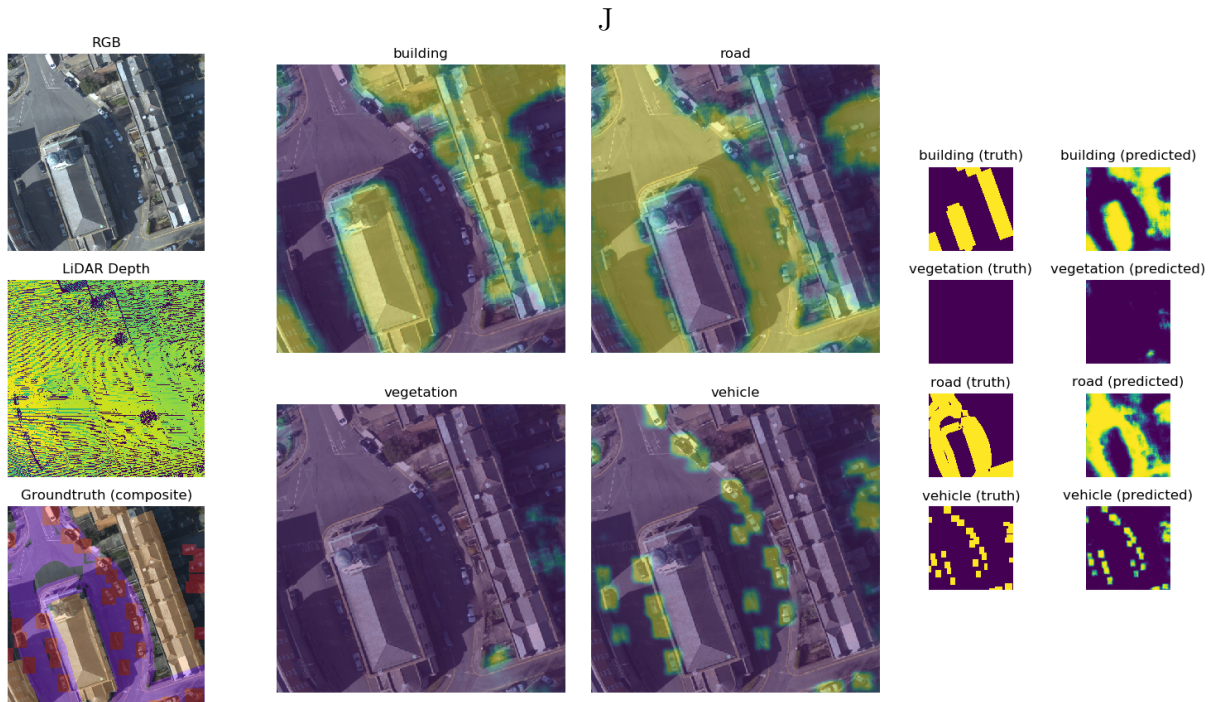 J
RGB
building
road
building (truth)
building (predicted)
LiDAR Depth
vegetation (truth)
vegetation (predicted)
vegetation
vehicle
road (truth)
road (predicted)
Groundtruth (composite)
vehicle (truth)
vehicle (predicted)